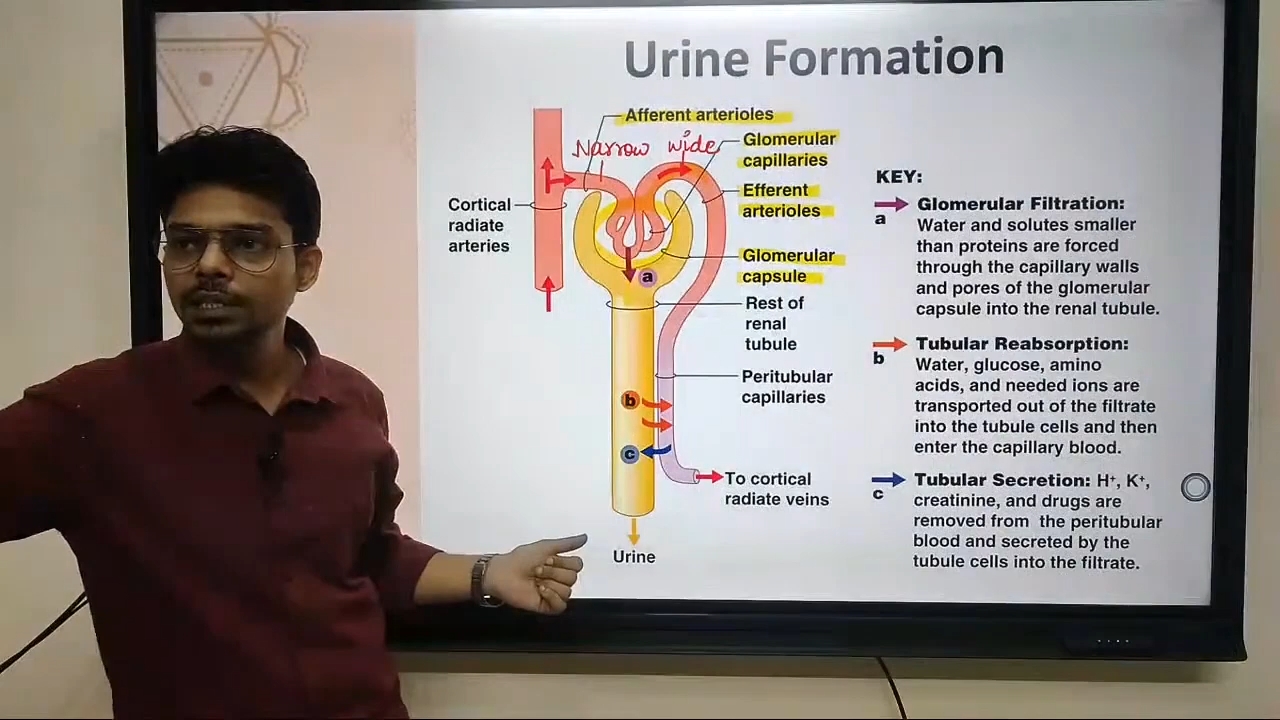 Urine Formation
Afferent arterioles
Narrow wide
Glomerular
capillaries
Efferent
arterioles
Cortical
radiate
arteries
Glomerular
capsule
a
Rest of
renal
tubule
Peritubular
capillaries
b
c
To cortical
radiate veins
Urine
KEY:
a
Glomerular Filtration:
Water and solutes smaller
than proteins are forced
through the capillary walls
and pores of the glomerular
capsule into the renal tubule.
b
Tubular Reabsorption:
Water, glucose, amino
acids, and needed ions are
transported out of the filtrate
into the tubule cells and then
enter the capillary blood.
c
Tubular Secretion: H⁺, K⁺,
creatinine, and drugs are
removed from the peritubular
blood and secreted by the
tubule cells into the filtrate.